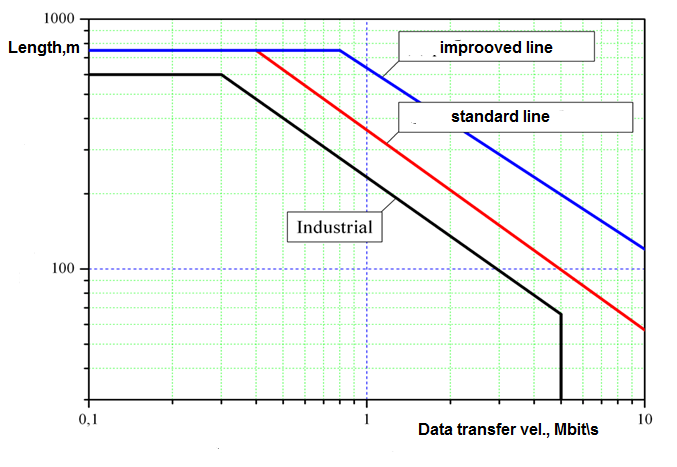 1000
Length,m
improoved line
standard line
Industrial
100
0,1
1
10
Data transfer vel., Mbit\s